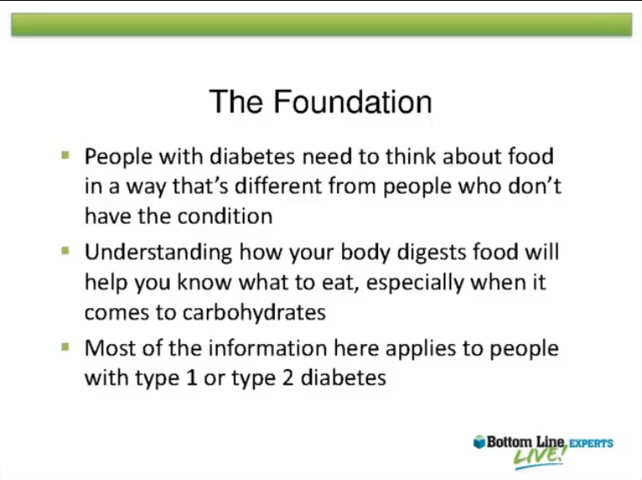 The Foundation
People with diabetes need to think about food
in a way that's different from people who don't
have the condition
Understanding how your body digests food will
help you know what to eat, especially when it
comes to carbohydrates
Most of the information here applies to people
with type 1 or type 2 diabetes
Bottom Line EXPERTS
LIVE!